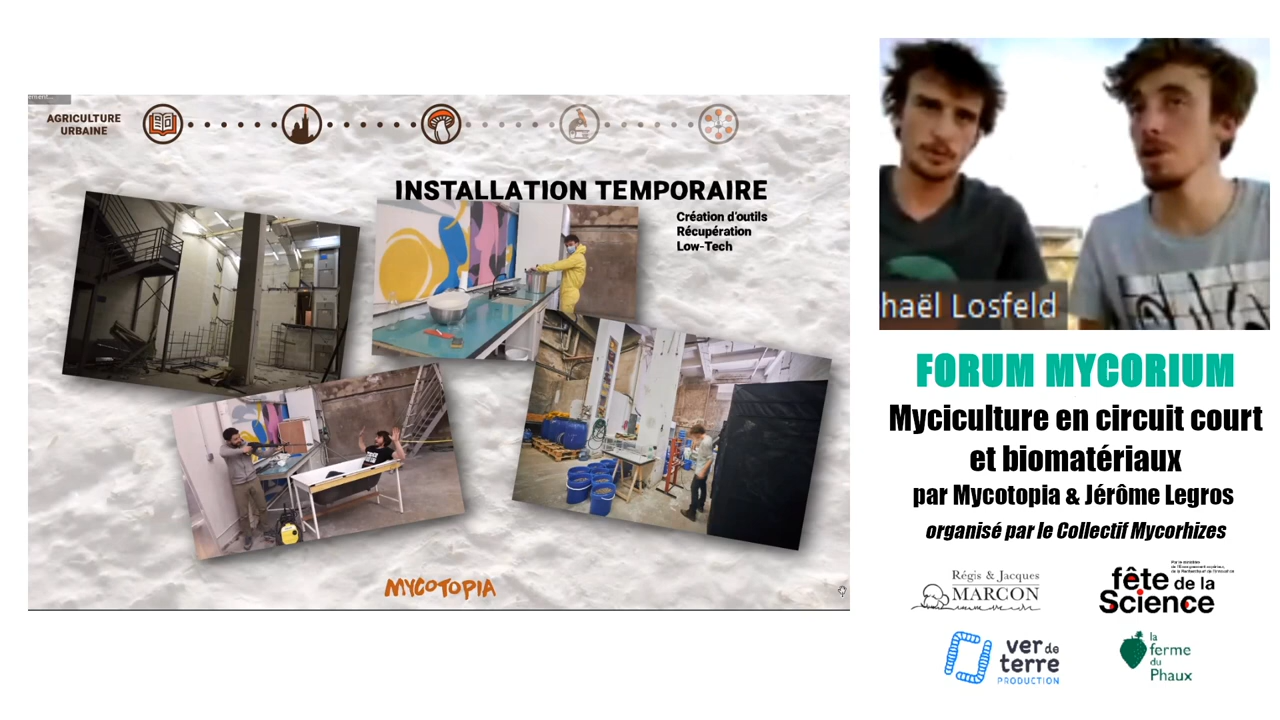 AGRICULTURE
URBAINE
INSTALLATION TEMPORAIRE
Création d'outils
Récupération
Low-Tech
MYCOTOPIA
haël Losfeld
FORUM MYCORIUM
Myciculture en circuit court
et biomatériaux
par Mycotopia & Jérôme Legros
organisé par le Collectif Mycorhizes
Régis & Jacques
MARCON
fête de la
Science
ver de
terre
PRODUCTION
la
ferme
du
Phaux